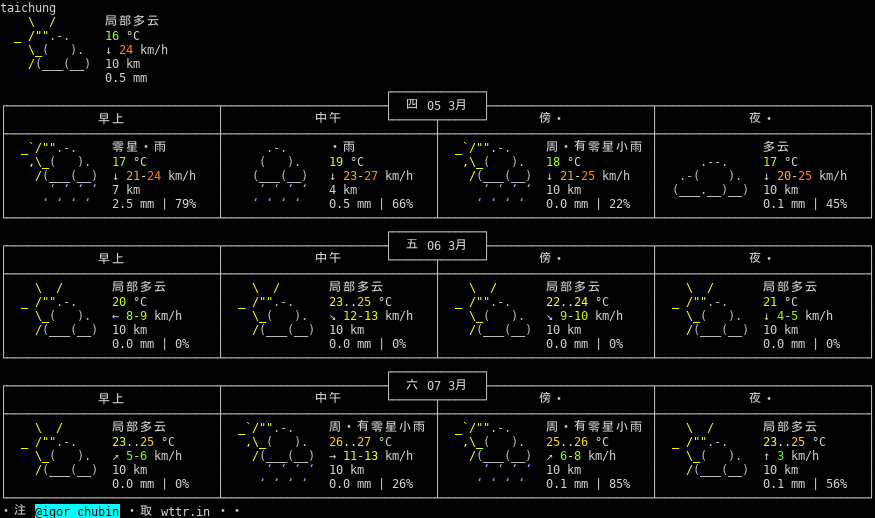 taichung
局部多云
16 °C
↓ 24 km/h
10 km
0.5 mm
四 05 3月
早上 中午 傍・ 夜・
零星・雨 ・雨 周・有零星小雨 多云
17 °C 19 °C 18 °C 17 °C
↓ 21-24 km/h ↓ 23-27 km/h ↓ 21-25 km/h ↓ 20-25 km/h
7 km 4 km 10 km 10 km
2.5 mm | 79% 0.5 mm | 66% 0.0 mm | 22% 0.1 mm | 45%
五 06 3月
早上 中午 傍・ 夜・
局部多云 局部多云 局部多云 局部多云
20 °C 23..25 °C 22..24 °C 21 °C
← 8-9 km/h ↘ 12-13 km/h ↘ 9-10 km/h ↓ 4-5 km/h
10 km 10 km 10 km 10 km
0.0 mm | 0% 0.0 mm | 0% 0.0 mm | 0% 0.0 mm | 0%
六 07 3月
早上 中午 傍・ 夜・
局部多云 周・有零星小雨 周・有零星小雨 局部多云
23..25 °C 26..27 °C 25..26 °C 23..25 °C
↗ 5-6 km/h → 11-13 km/h ↗ 6-8 km/h ↑ 3 km/h
10 km 10 km 10 km 10 km
0.0 mm | 0% 0.0 mm | 26% 0.1 mm | 85% 0.1 mm | 56%
・注 @igor_chubin ・取 wttr.in ・・